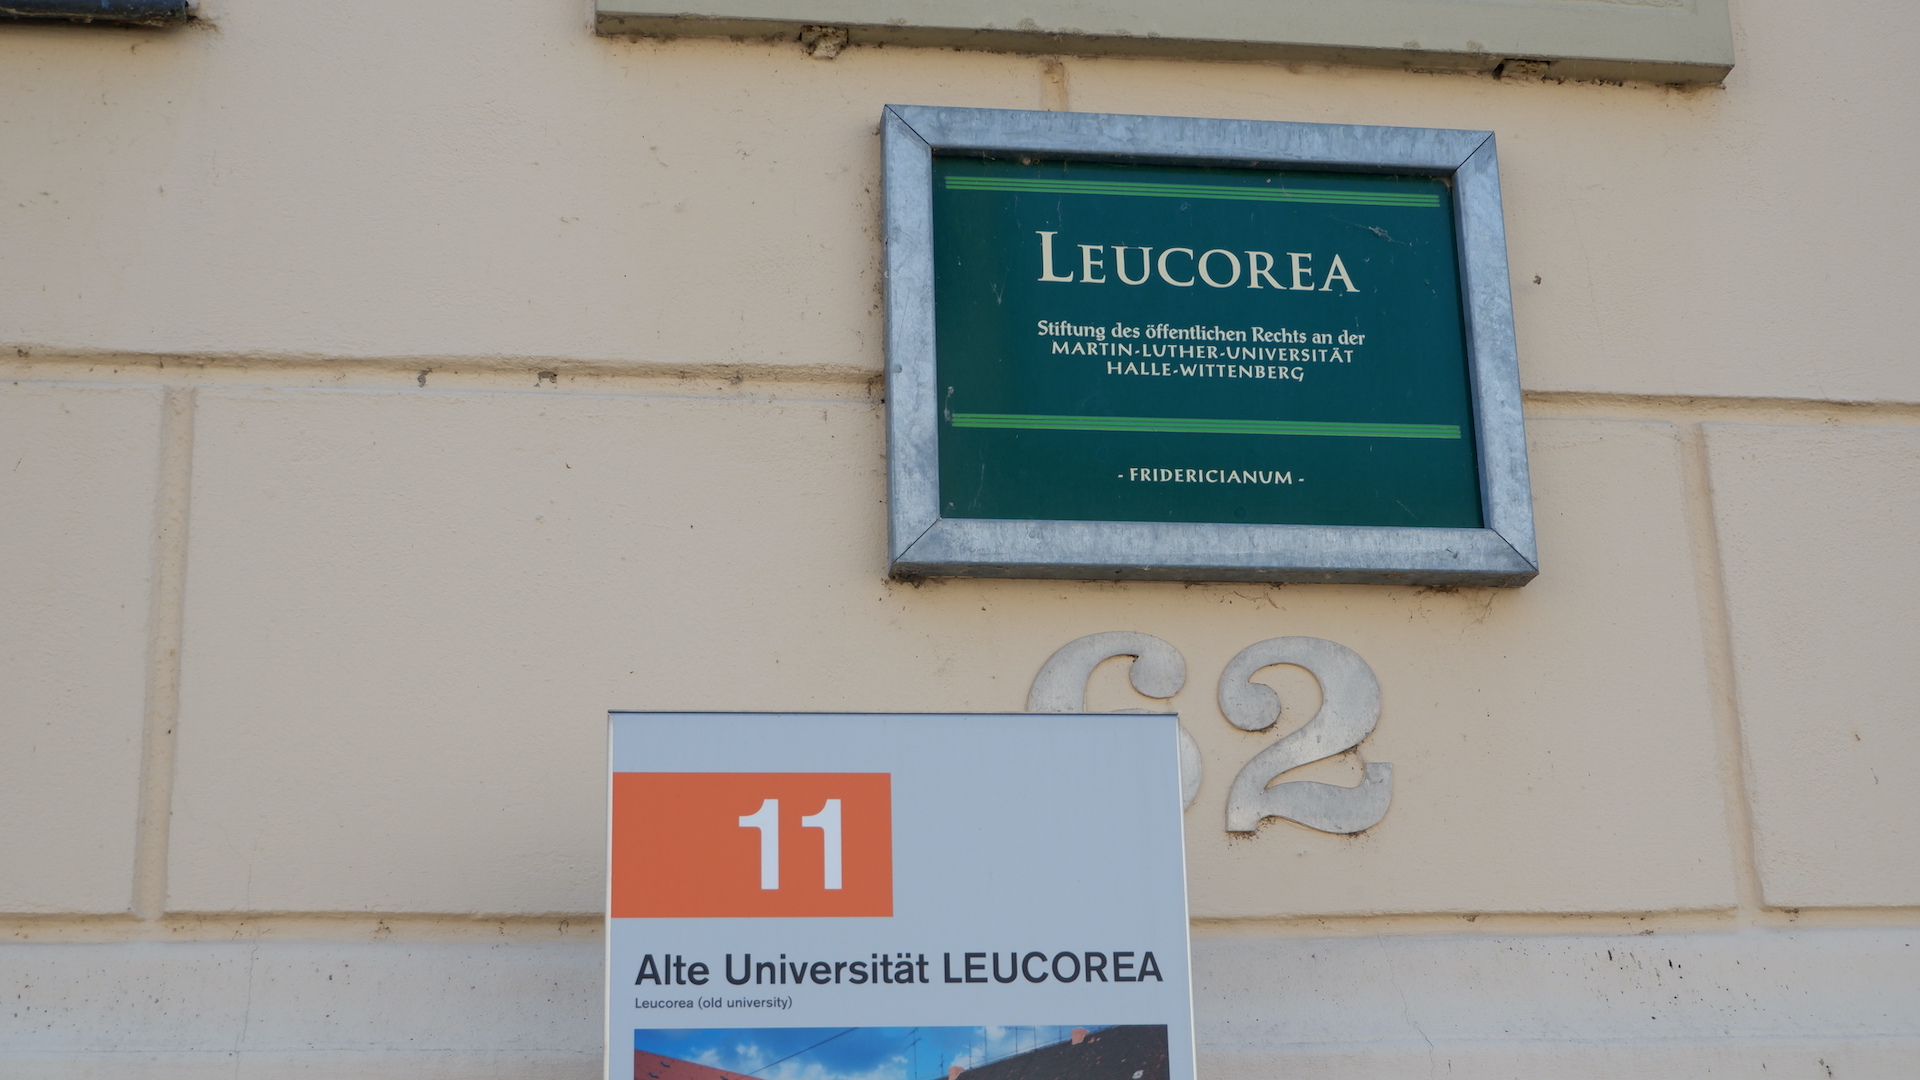 LEUCOREA
Stiftung des öffentlichen Rechts an der
MARTIN-LUTHER-UNIVERSITÄT
HALLE-WITTENBERG
- FRIDERICIANUM -
62
11
Alte Universität LEUCOREA
Leucorea (old university)